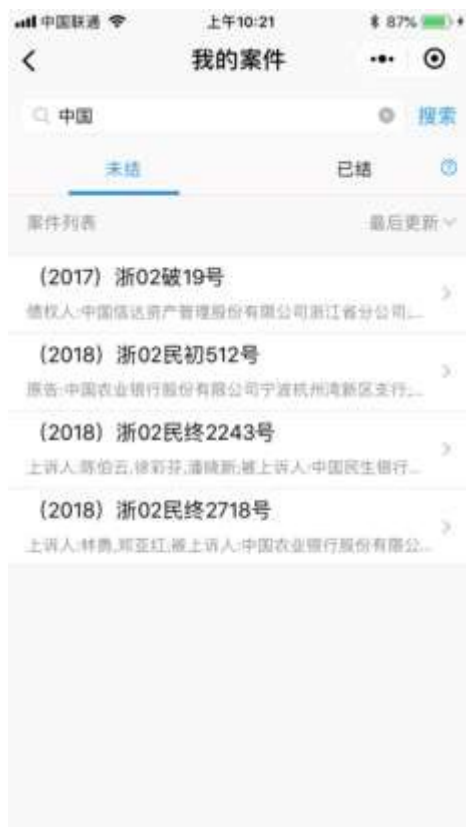 中国联通 上午10:21 87%
我的案件
中国 搜索
未结 已结
案件列表 最后更新
（2017）浙02破19号
债权人:中国信达资产管理股份有限公司浙江省分公司;...
（2018）浙02民初512号
原告:中国农业银行股份有限公司宁波杭州湾新区支行;...
（2018）浙02民终2243号
上诉人:陈伯云,徐彩芬,潘晓新;被上诉人:中国民生银行...
（2018）浙02民终2718号
上诉人:林勇,郑亚红;被上诉人:中国农业银行股份有限公...